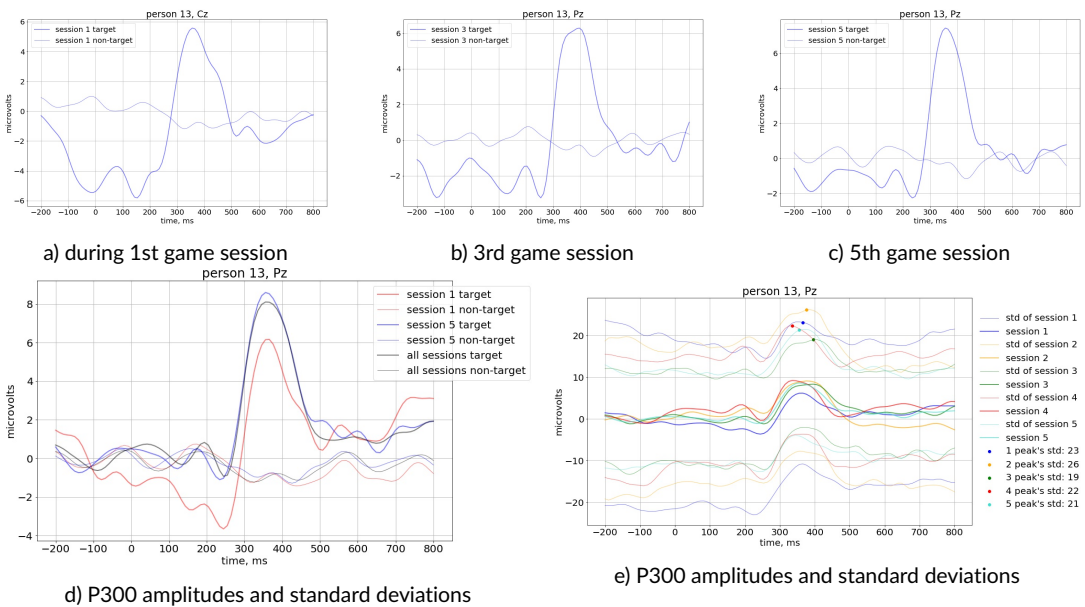 person 13, Cz
session 1 target
session 1 non-target
microvolts
6
4
2
0
−2
−4
−6
−200 −100 0 100 200 300 400 500 600 700 800
time, ms
a) during 1st game session
person 13, Pz
session 3 target
session 3 non-target
microvolts
6
4
2
0
−2
−200 −100 0 100 200 300 400 500 600 700 800
time, ms
b) 3rd game session
person 13, Pz
session 5 target
session 5 non-target
microvolts
6
4
2
0
−2
−200 −100 0 100 200 300 400 500 600 700 800
time, ms
c) 5th game session
person 13, Pz
session 1 target
session 1 non-target
session 5 target
session 5 non-target
all sessions target
all sessions non-target
microvolts
8
6
4
2
0
−2
−4
−200 −100 0 100 200 300 400 500 600 700 800
time, ms
d) P300 amplitudes and standard deviations
person 13, Pz
microvolts
20
10
0
−10
−20
−200 −100 0 100 200 300 400 500 600 700 800
time, ms
std of session 1
session 1
std of session 2
session 2
std of session 3
session 3
std of session 4
session 4
std of session 5
session 5
1 peak's std: 23
2 peak's std: 26
3 peak's std: 19
4 peak's std: 22
5 peak's std: 21
e) P300 amplitudes and standard deviations